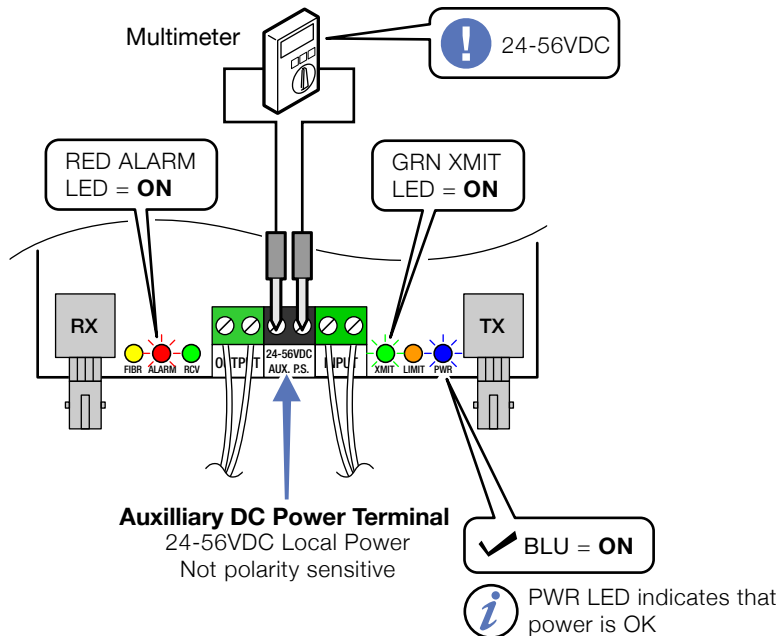 Multimeter
24-56VDC
RED ALARM
LED = ON
GRN XMIT
LED = ON
RX
TX
FIBR ALARM RCV
OUTPUT
24-56VDC
AUX. P.S.
INPUT
XMIT LIMIT PWR
Auxilliary DC Power Terminal
24-56VDC Local Power
Not polarity sensitive
BLU = ON
PWR LED indicates that
power is OK